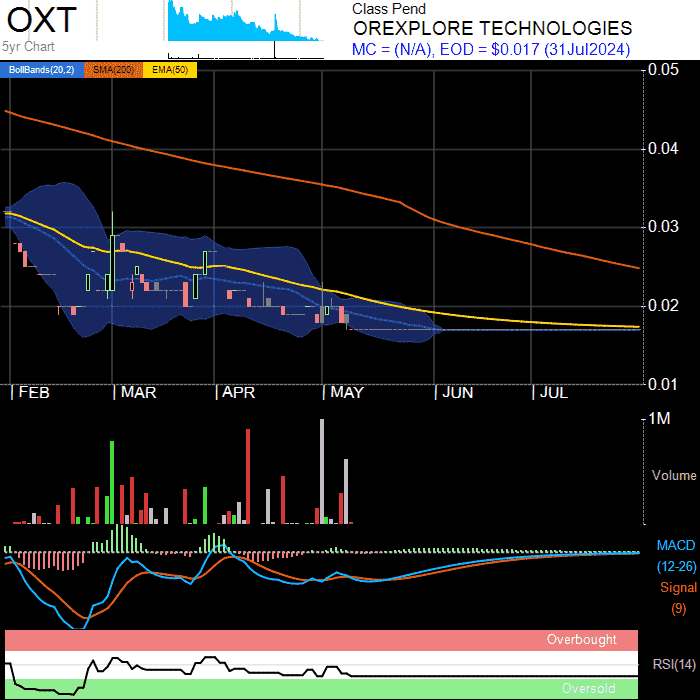 OXT
5yr Chart
Class Pend
OREXPLORE TECHNOLOGIES
MC = (N/A), EOD = $0.017 (31Jul2024)
BollBands(20,2) SMA(200) EMA(50)
0.05
0.04
0.03
0.02
0.01
FEB MAR APR MAY JUN JUL
1M
Volume
MACD
(12-26)
Signal
(9)
Overbought
RSI(14)
Oversold